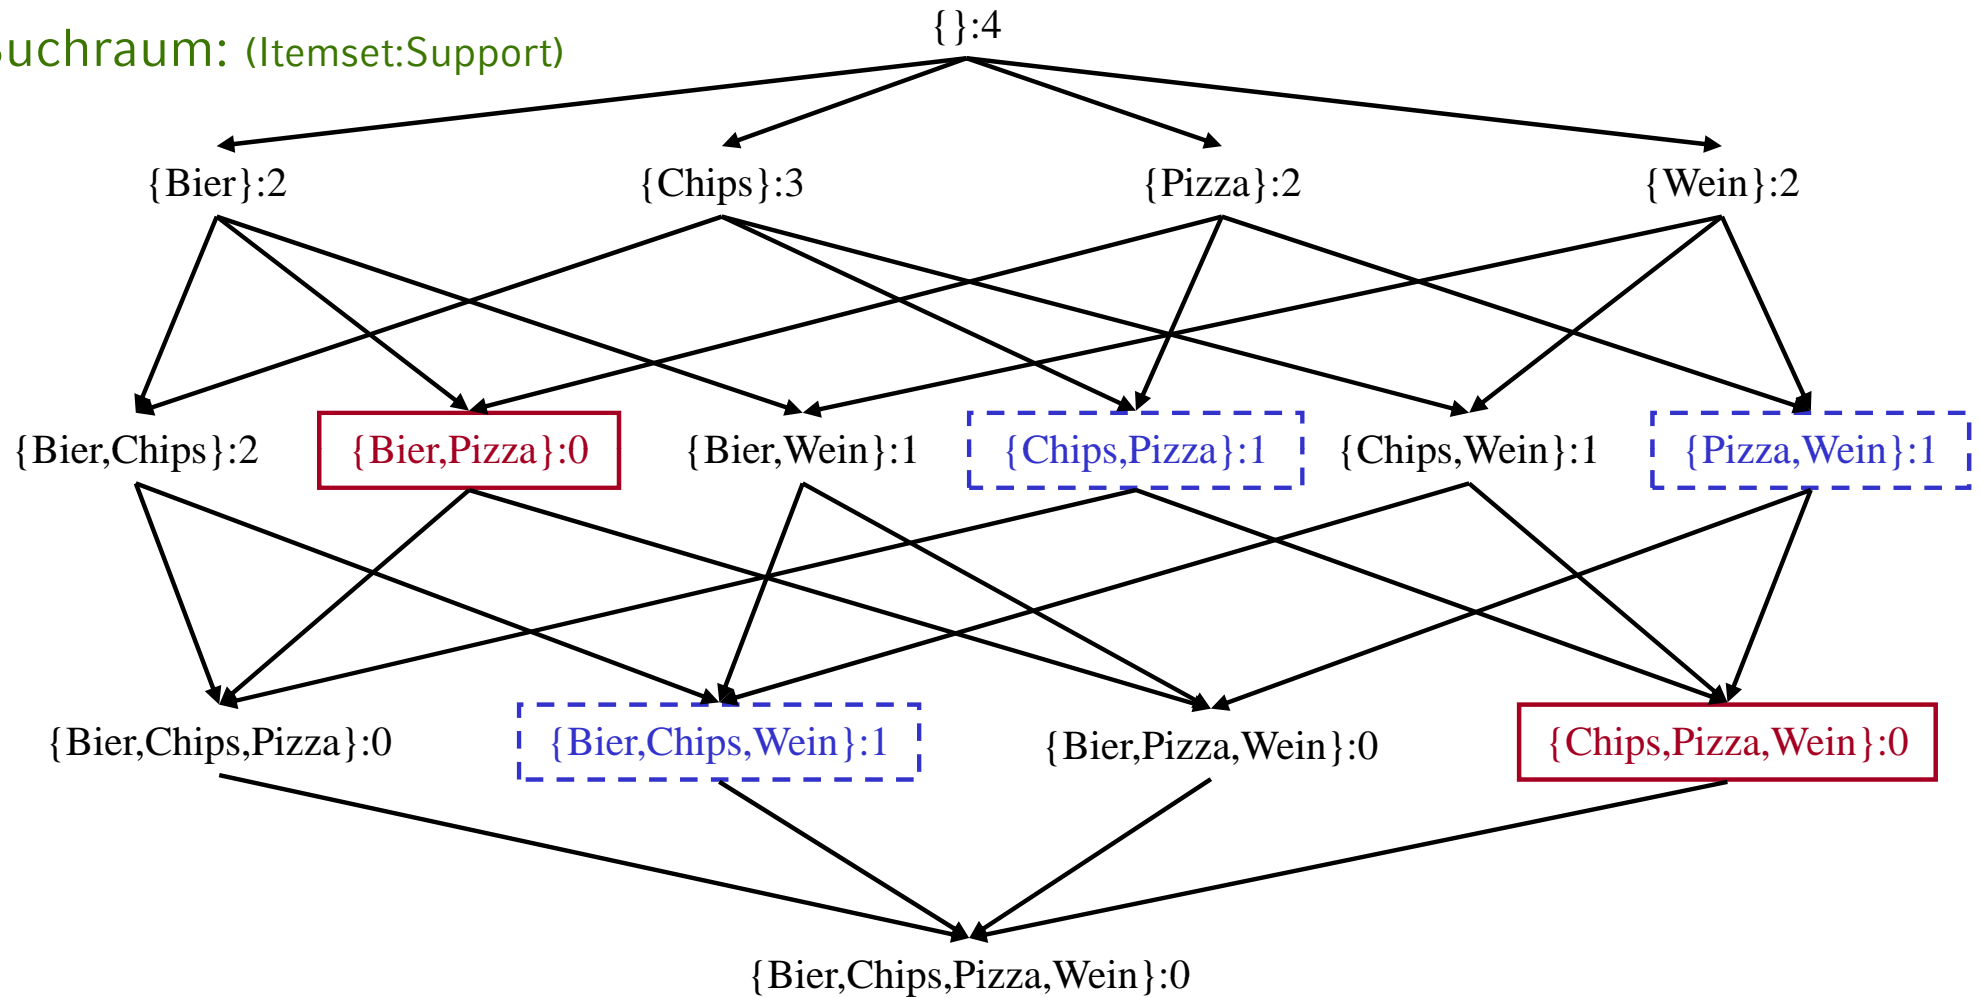 {}:4
uchraum: (Itemset:Support)
{Bier}:2 {Chips}:3 {Pizza}:2 {Wein}:2
{Bier,Chips}:2 {Bier,Pizza}:0 {Bier,Wein}:1 {Chips,Pizza}:1 {Chips,Wein}:1 {Pizza,Wein}:1
{Bier,Chips,Pizza}:0 {Bier,Chips,Wein}:1 {Bier,Pizza,Wein}:0 {Chips,Pizza,Wein}:0
{Bier,Chips,Pizza,Wein}:0